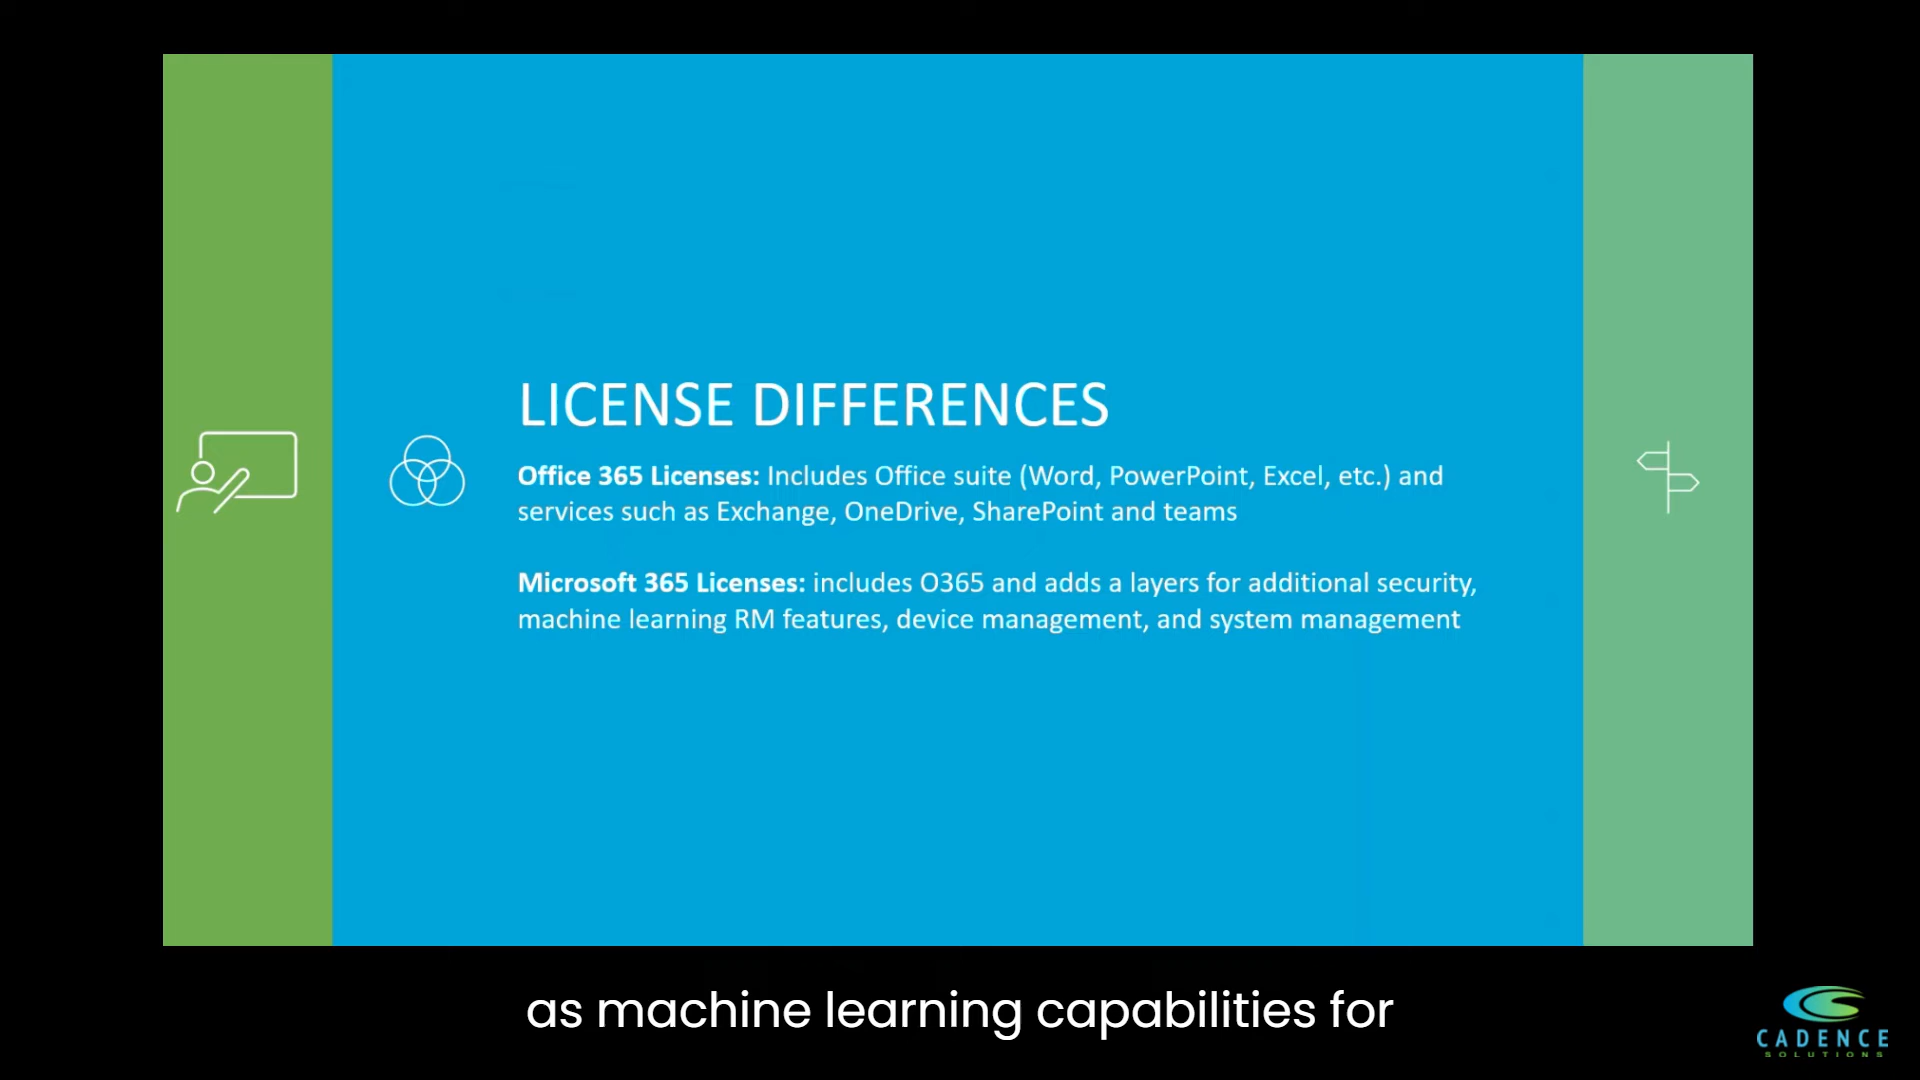 LICENSE DIFFERENCES
Office 365 Licenses: Includes Office suite (Word, PowerPoint, Excel, etc.) and
services such as Exchange, OneDrive, SharePoint and teams
Microsoft 365 Licenses: includes O365 and adds a layers for additional security,
machine learning RM features, device management, and system management
as machine learning capabilities for
CADENCE
SOLUTIONS